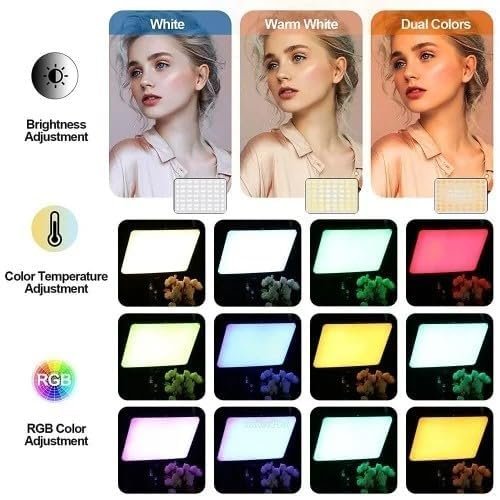 White
Warm White
Dual Colors
Brightness
Adjustment
Color Temperature
Adjustment
RGB
RGB Color
Adjustment